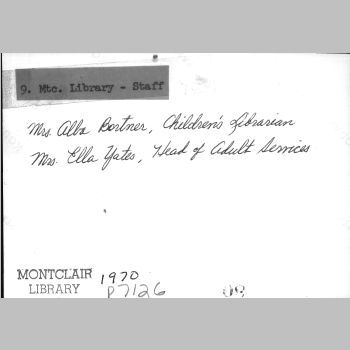 9. Mtc. Library - Staff
Mrs. Alba Bortner, Children's Librarian
Mrs. Ella Yates, Head of Adult Services
MONTCLAIR 1970
LIBRARY P7126